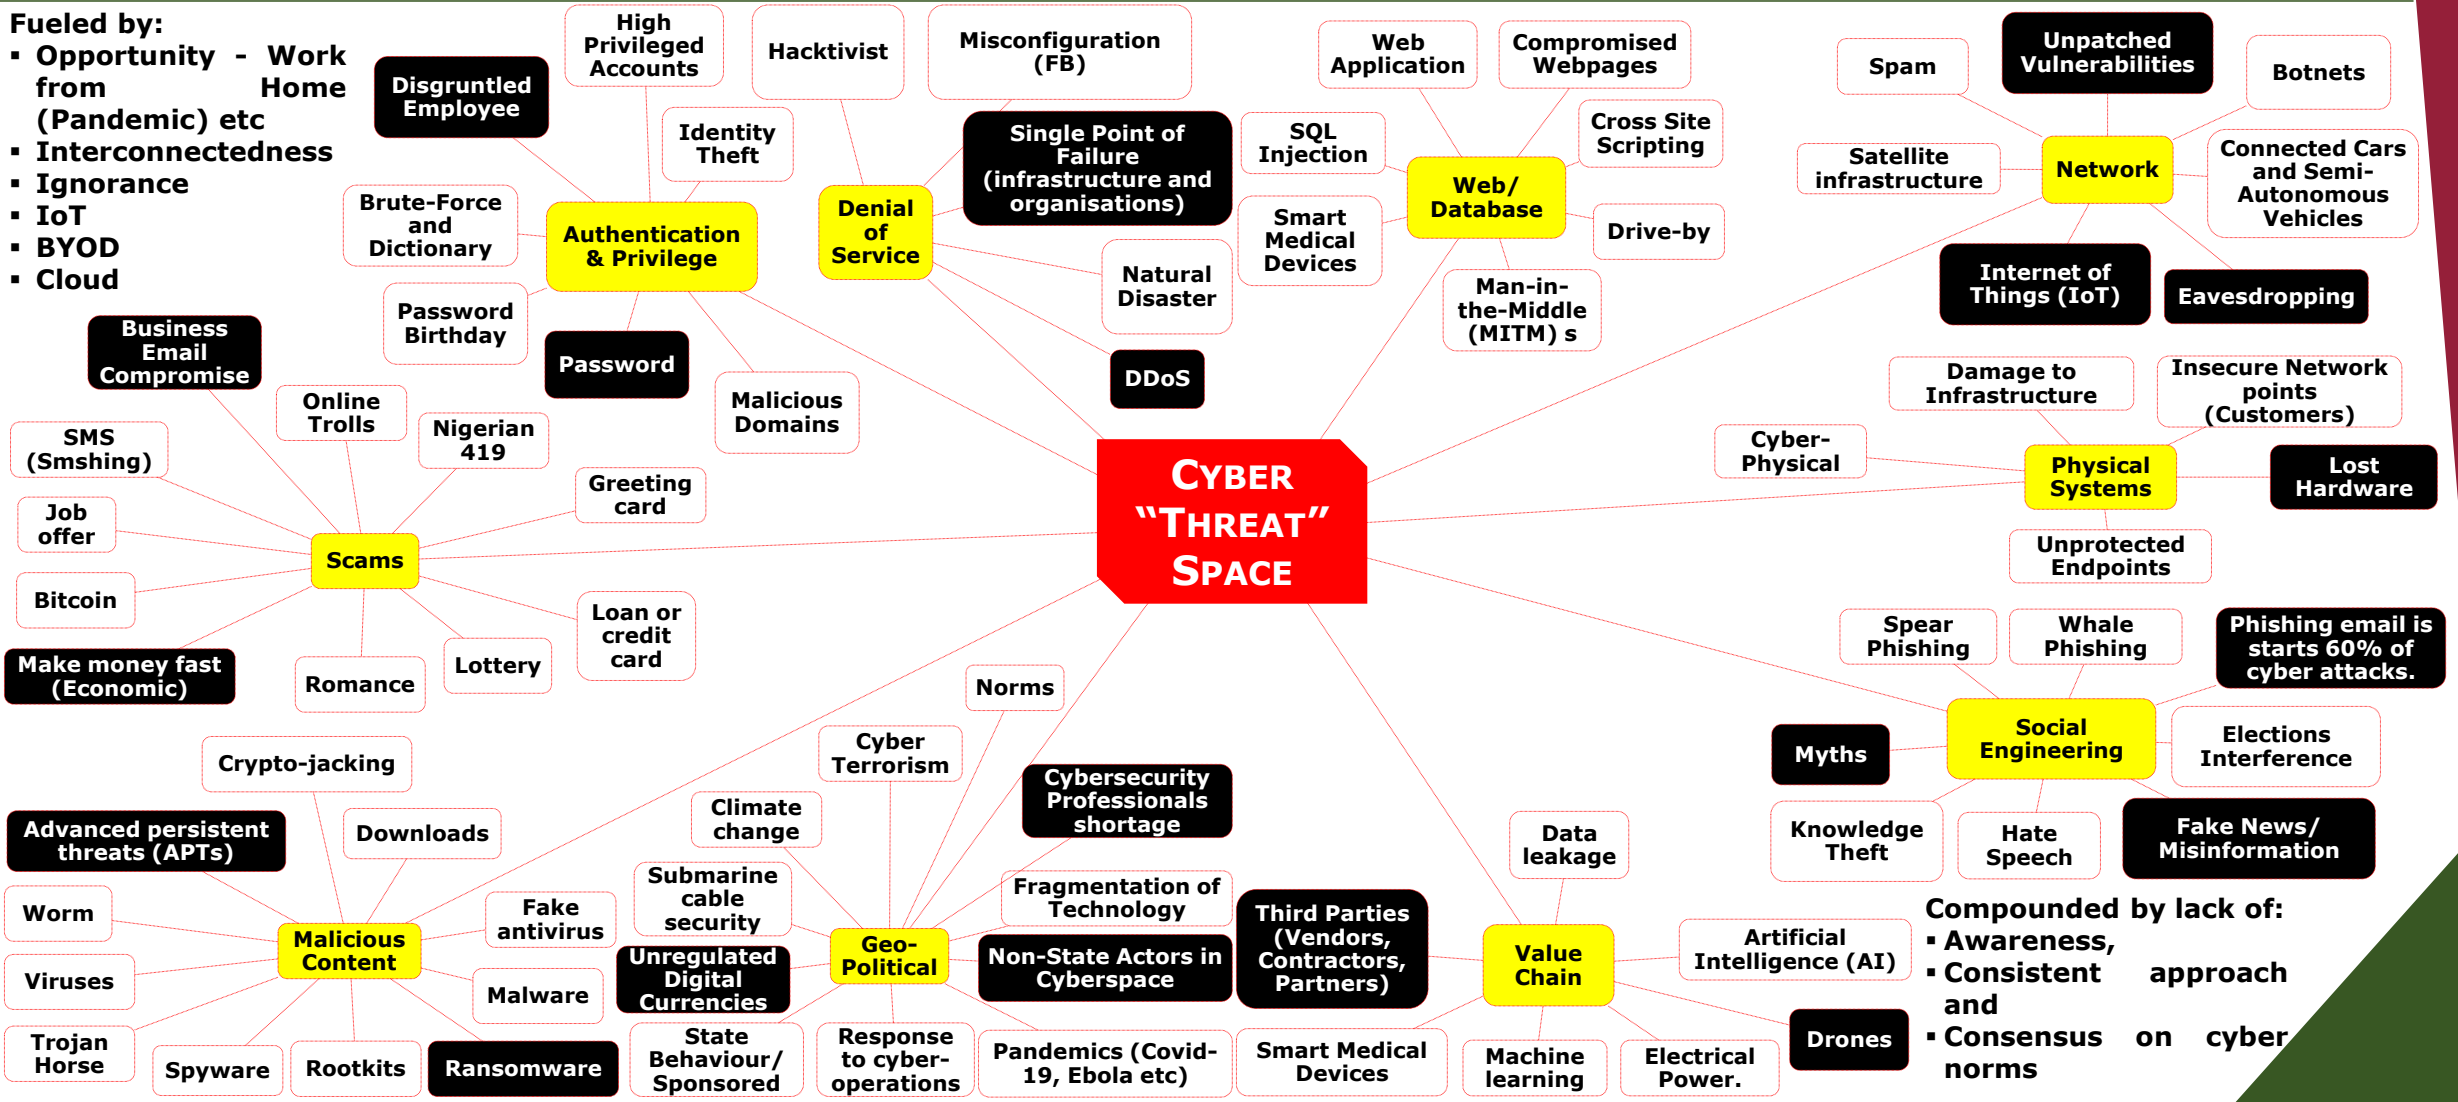 Fueled by:
▪ Opportunity - Work
from Home
(Pandemic) etc
▪ Interconnectedness
▪ Ignorance
▪ IoT
▪ BYOD
▪ Cloud
Disgruntled
Employee
High
Privileged
Accounts
Identity
Theft
Brute-Force
and
Dictionary
Authentication
& Privilege
Password
Birthday
Password
Malicious
Domains
Hacktivist
Misconfiguration
(FB)
Single Point of
Failure
(infrastructure and
organisations)
Denial
of
Service
Natural
Disaster
DDoS
Web
Application
Compromised
Webpages
SQL
Injection
Cross Site
Scripting
Web/
Database
Smart
Medical
Devices
Drive-by
Man-in-
the-Middle
(MITM) s
Spam
Unpatched
Vulnerabilities
Botnets
Satellite
infrastructure
Network
Connected Cars
and Semi-
Autonomous
Vehicles
Internet of
Things (IoT)
Eavesdropping
Business
Email
Compromise
Online
Trolls
Nigerian
419
SMS
(Smshing)
Greeting
card
Job
offer
Scams
Bitcoin
Loan or
credit
card
Make money fast
(Economic)
Romance
Lottery
CYBER
“THREAT”
SPACE
Damage to
Infrastructure
Insecure Network
points
(Customers)
Cyber-
Physical
Physical
Systems
Lost
Hardware
Unprotected
Endpoints
Spear
Phishing
Whale
Phishing
Phishing email is
starts 60% of
cyber attacks.
Myths
Social
Engineering
Elections
Interference
Knowledge
Theft
Hate
Speech
Fake News/
Misinformation
Crypto-jacking
Advanced persistent
threats (APTs)
Downloads
Worm
Fake
antivirus
Malicious
Content
Viruses
Malware
Trojan
Horse
Spyware
Rootkits
Ransomware
Norms
Cyber
Terrorism
Climate
change
Cybersecurity
Professionals
shortage
Submarine
cable
security
Fragmentation of
Technology
Geo-
Political
Unregulated
Digital
Currencies
Non-State Actors in
Cyberspace
State
Behaviour/
Sponsored
Response
to cyber-
operations
Pandemics (Covid-
19, Ebola etc)
Data
leakage
Third Parties
(Vendors,
Contractors,
Partners)
Value
Chain
Artificial
Intelligence (AI)
Smart Medical
Devices
Machine
learning
Electrical
Power.
Drones
Compounded by lack of:
▪ Awareness,
▪ Consistent approach
and
▪ Consensus on cyber
norms